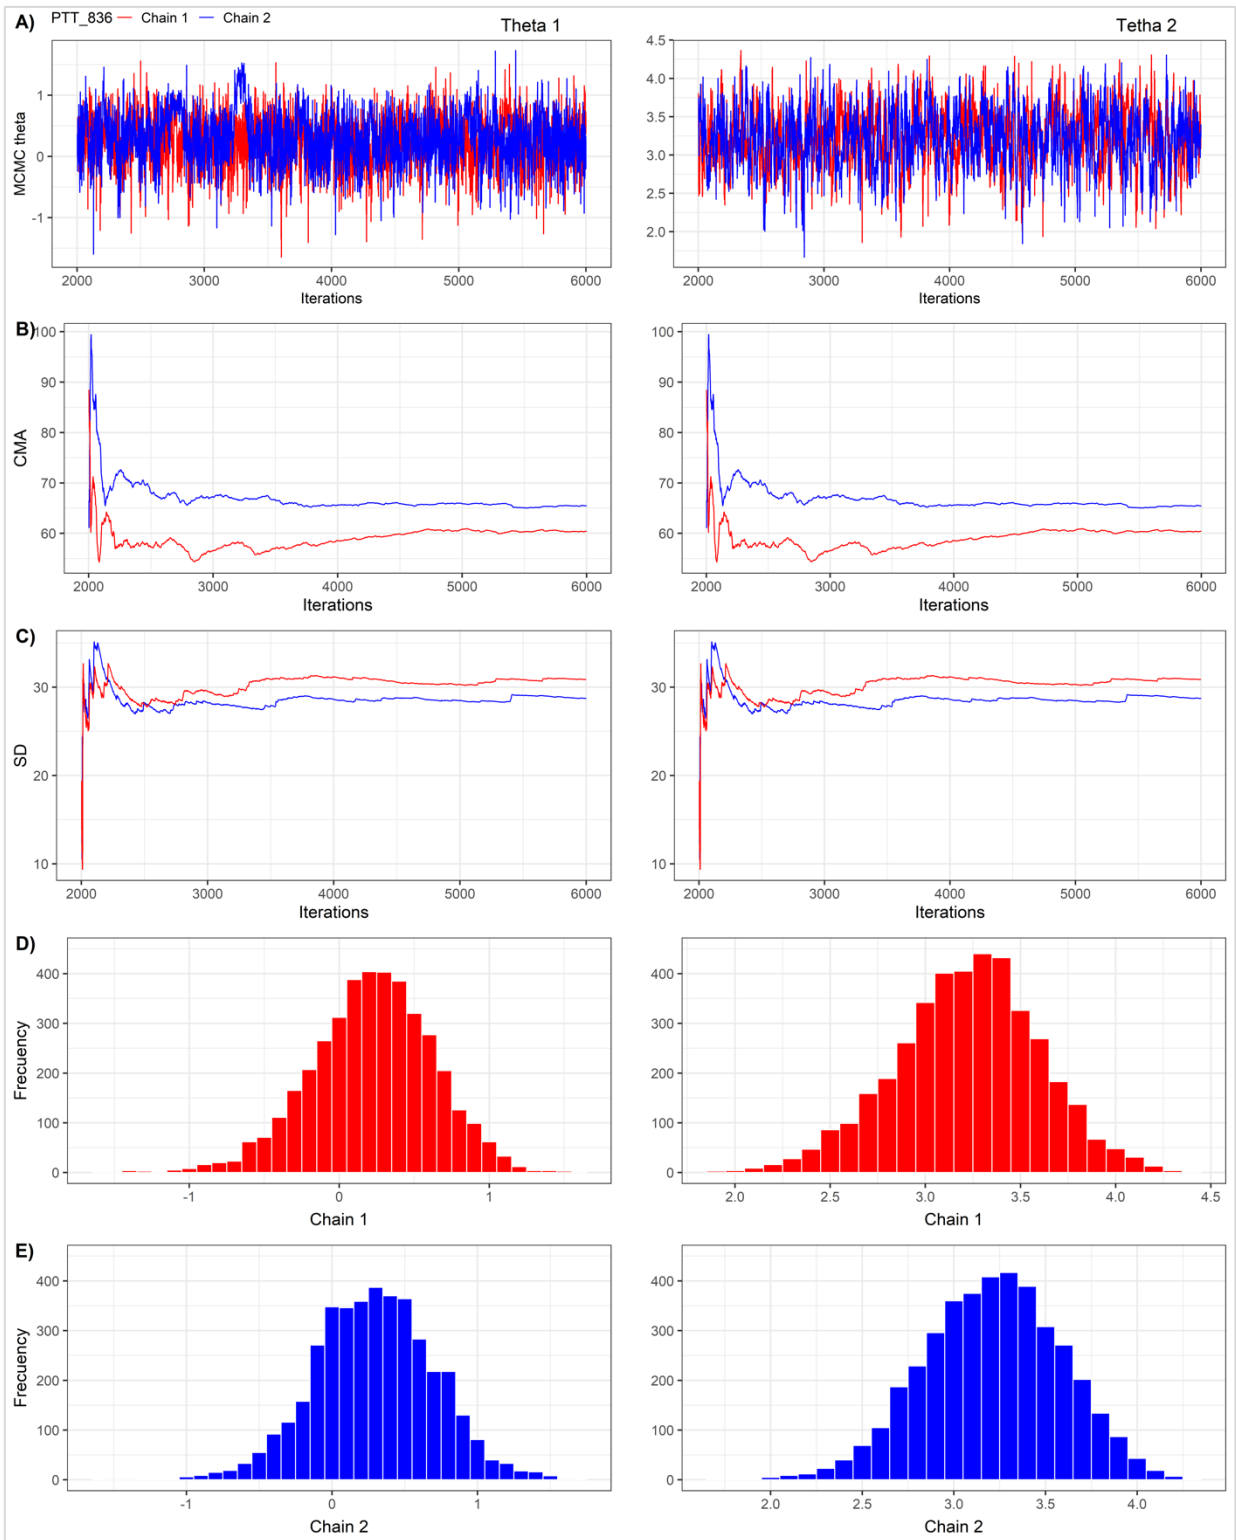 A) PTT_836 Chain 1 Chain 2 Theta 1 Tetha 2
MCMC theta
1
0
-1
2000 3000 4000 5000 6000
Iterations
4.5
4.0
3.5
3.0
2.5
2.0
2000 3000 4000 5000 6000
Iterations
B)
CMA
100
90
80
70
60
2000 3000 4000 5000 6000
Iterations
100
90
80
70
60
2000 3000 4000 5000 6000
Iterations
C)
SD
30
20
10
2000 3000 4000 5000 6000
Iterations
30
20
10
2000 3000 4000 5000 6000
Iterations
D)
Frecuency
400
300
200
100
0
-1 0 1
Chain 1
400
300
200
100
0
2.0 2.5 3.0 3.5 4.0 4.5
Chain 1
E)
Frecuency
400
300
200
100
0
-1 0 1
Chain 2
400
300
200
100
0
2.0 2.5 3.0 3.5 4.0
Chain 2